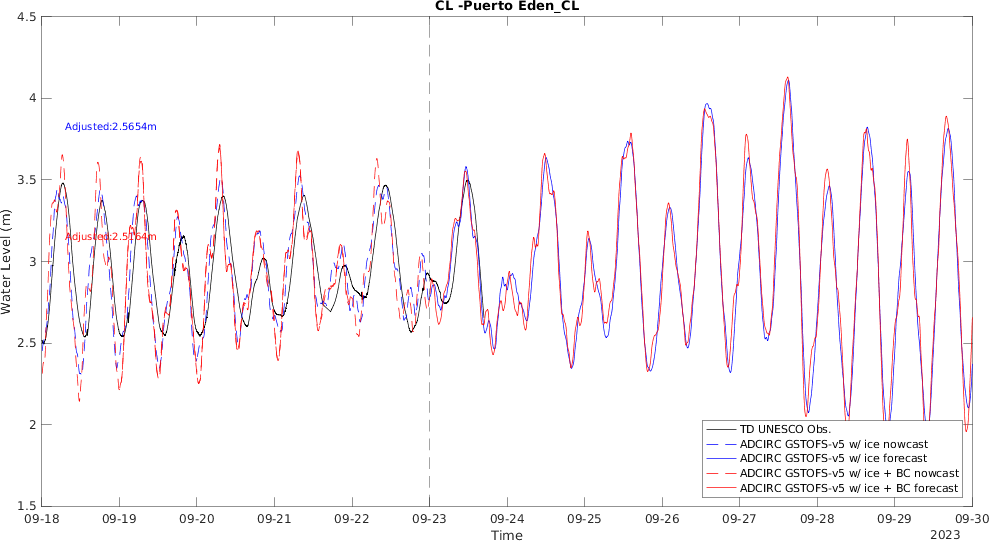 CL -Puerto Eden_CL
4.5
4
3.5
3
2.5
2
1.5
Water Level (m)
Adjusted:2.5654m
Adjusted:2.5164m
TD UNESCO Obs.
ADCIRC GSTOFS-v5 w/ ice nowcast
ADCIRC GSTOFS-v5 w/ ice forecast
ADCIRC GSTOFS-v5 w/ ice + BC nowcast
ADCIRC GSTOFS-v5 w/ ice + BC forecast
09-18 09-19 09-20 09-21 09-22 09-23 09-24 09-25 09-26 09-27 09-28 09-29 09-30
Time
2023